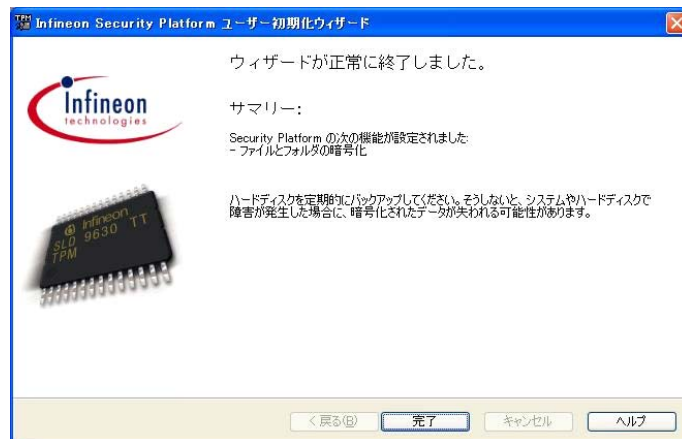 Infineon Security Platform ユーザー初期化ウィザード
ウィザードが正常に終了しました。
Infineon
technologies
サマリー:
Security Platform の次の機能が設定されました:
- ファイルとフォルダの暗号化
ハードディスクを定期的にバックアップしてください。そうしないと、システムやハードディスクで
障害が発生した場合に、暗号化されたデータが失われる可能性があります。
Infineon
SLD 9630 TT
TPM
< 戻る(B)
完了
キャンセル
ヘルプ